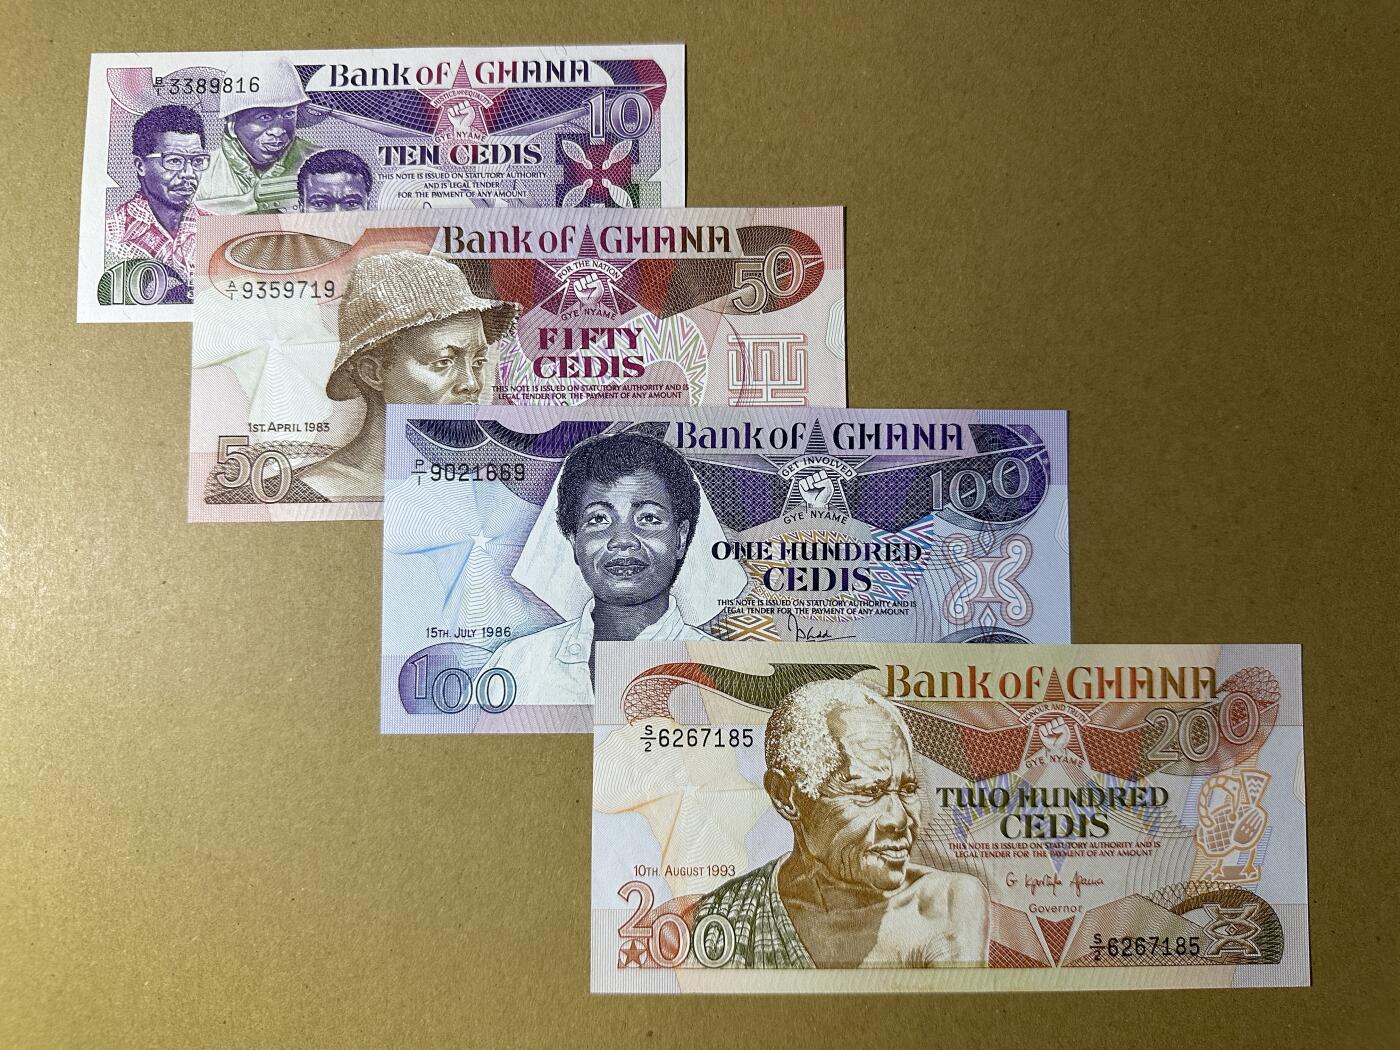 B/1 3389816
Bank of GHANA
10
JUSTICE AND EQUALITY
GYE NYAME
TEN CEDIS
THIS NOTE IS ISSUED ON STATUTORY AUTHORITY
AND IS LEGAL TENDER
FOR THE PAYMENT OF ANY AMOUNT
10
Bank of GHANA
50
A/1 9359719
FOR THE NATION
GYE NYAME
FIFTY
CEDIS
THIS NOTE IS ISSUED ON STATUTORY AUTHORITY AND IS
LEGAL TENDER FOR THE PAYMENT OF ANY AMOUNT
1ST. APRIL 1983
50
Bank of GHANA
100
P/1 9021669
GET INVOLVED
GYE NYAME
ONE HUNDRED
CEDIS
THIS NOTE IS ISSUED ON STATUTORY AUTHORITY AND IS
LEGAL TENDER FOR THE PAYMENT OF ANY AMOUNT
15TH. JULY 1986
100
Bank of GHANA
200
S/2 6267185
HONOUR AND TRUTH
GYE NYAME
TWO HUNDRED
CEDIS
THIS NOTE IS ISSUED ON STATUTORY AUTHORITY AND IS
LEGAL TENDER FOR THE PAYMENT OF ANY AMOUNT
10TH. AUGUST 1993
Governor
200
S/2 6267185